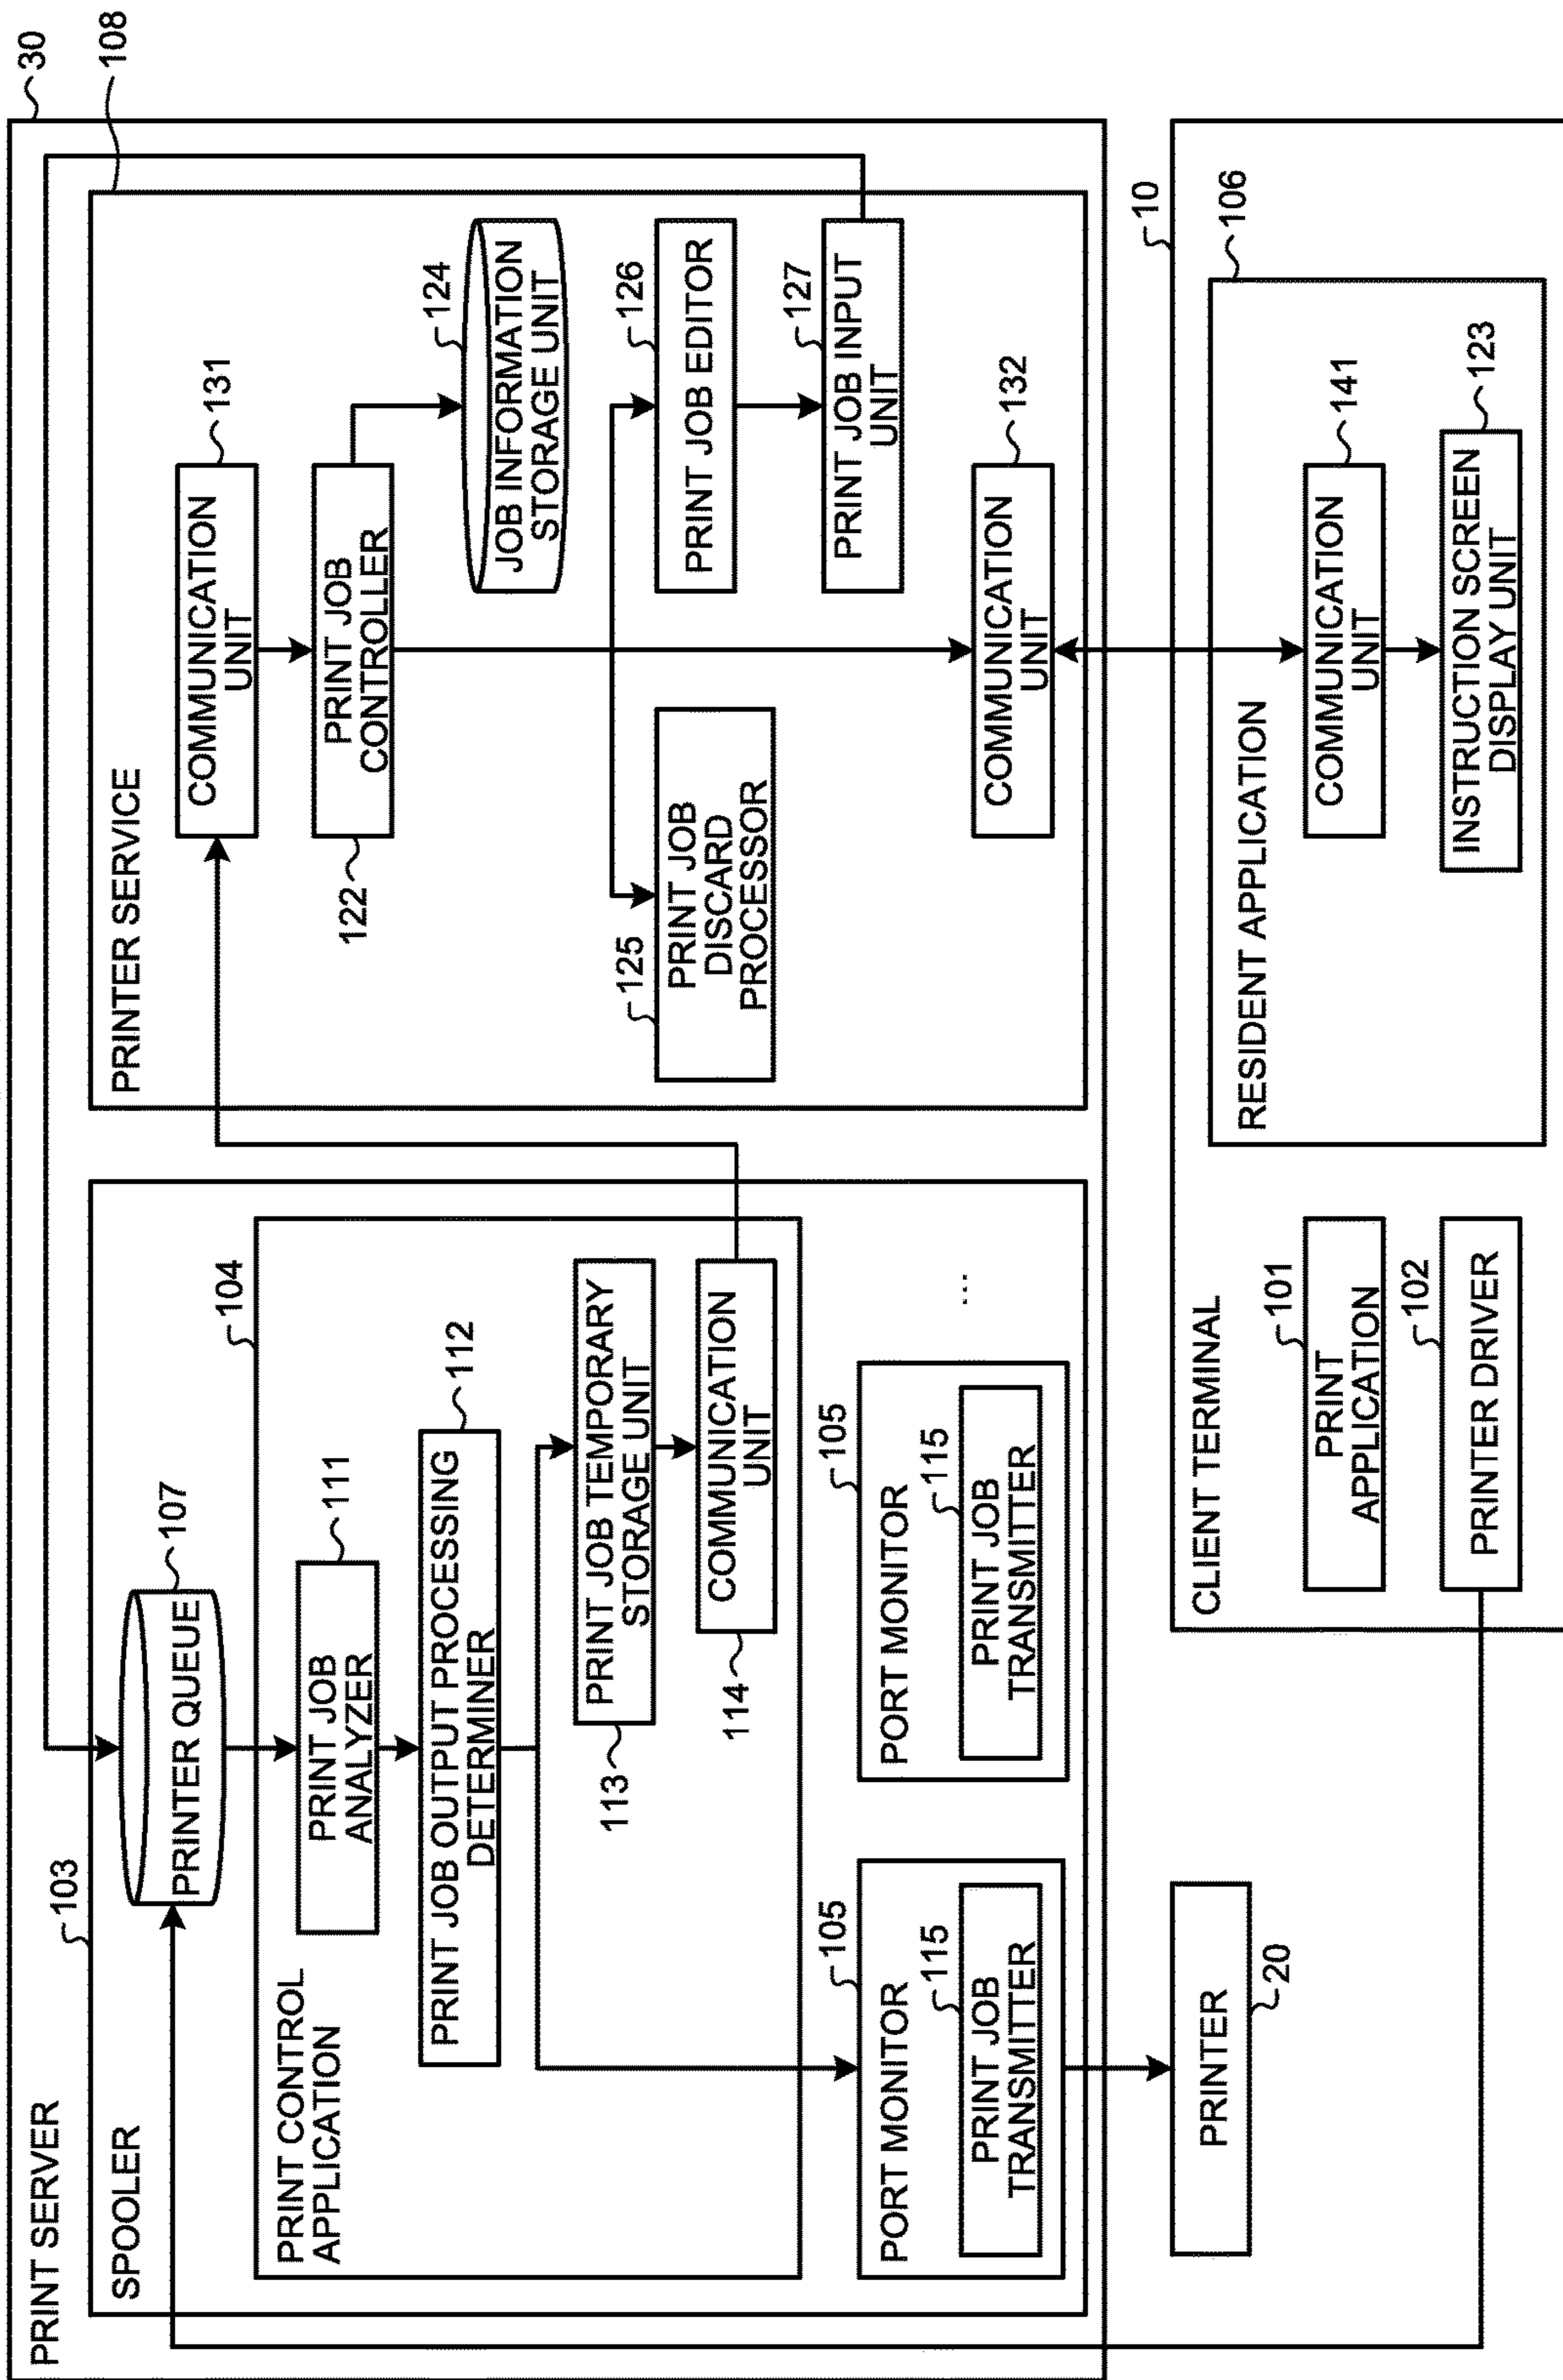 PRINT SERVER
30
SPOOLER
103
PRINTER QUEUE
107
PRINT CONTROL
APPLICATION
104
PRINT JOB
ANALYZER
111
PRINT JOB OUTPUT PROCESSING
DETERMINER
112
PRINT JOB TEMPORARY
STORAGE UNIT
113
COMMUNICATION
UNIT
114
PORT MONITOR
105
PRINT JOB
TRANSMITTER
115
PORT MONITOR
105
PRINT JOB
TRANSMITTER
115
...
PRINTER SERVICE
108
COMMUNICATION
UNIT
131
PRINT JOB
CONTROLLER
122
JOB INFORMATION
STORAGE UNIT
124
PRINT JOB
DISCARD
PROCESSOR
125
PRINT JOB EDITOR
126
PRINT JOB INPUT
UNIT
127
COMMUNICATION
UNIT
132
PRINTER
20
CLIENT TERMINAL
10
PRINT
APPLICATION
101
PRINTER DRIVER
102
RESIDENT APPLICATION
106
COMMUNICATION
UNIT
141
INSTRUCTION SCREEN
DISPLAY UNIT
123